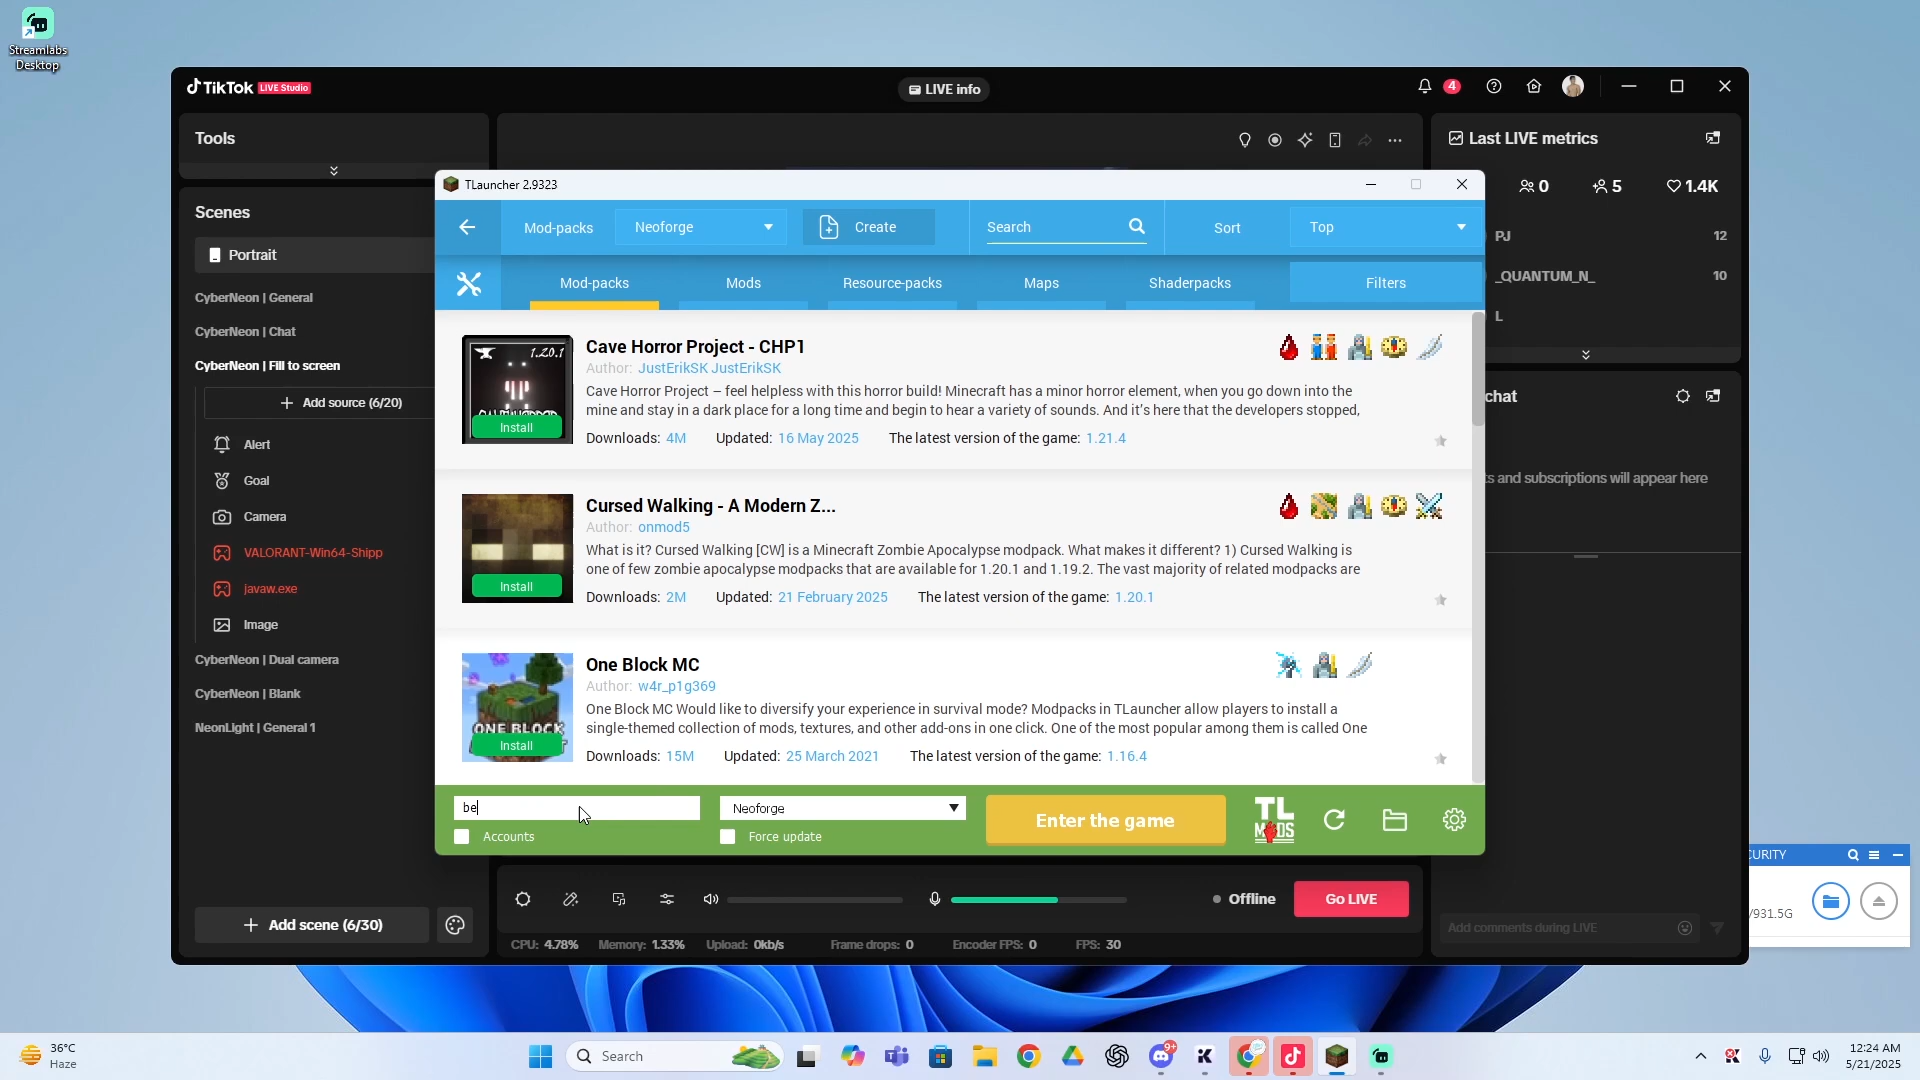 Streamlabs
Desktop
TikTok LIVE Studio
LIVE info
4
Tools
Last LIVE metrics
Scenes
Portrait
CyberNeon | General
CyberNeon | Chat
CyberNeon | Fill to screen
Add source (6/20)
Alert
Goal
Camera
VALORANT-Win64-Shipp
javaw.exe
Image
CyberNeon | Dual camera
CyberNeon | Blank
NeonLight | General 1
Add scene (6/30)
TLauncher 2.9323
Mod-packs
Neoforge
Create
Search
Sort
Top
Mod-packs
Mods
Resource-packs
Maps
Shaderpacks
Filters
1.20.1
Install
Cave Horror Project - CHP1
Author: JustErikSK JustErikSK
Cave Horror Project – feel helpless with this horror build! Minecraft has a minor horror element, when you go down into the
mine and stay in a dark place for a long time and begin to hear a variety of sounds. And it's here that the developers stopped,
Downloads: 4M Updated: 16 May 2025 The latest version of the game: 1.21.4
Install
Cursed Walking - A Modern Z...
Author: onmod5
What is it? Cursed Walking [CW] is a Minecraft Zombie Apocalypse modpack. What makes it different? 1) Cursed Walking is
one of few zombie apocalypse modpacks that are available for 1.20.1 and 1.19.2. The vast majority of related modpacks are
Downloads: 2M Updated: 21 February 2025 The latest version of the game: 1.20.1
ONE BLOCK
Install
One Block MC
Author: w4r_p1g369
One Block MC Would like to diversify your experience in survival mode? Modpacks in TLauncher allow players to install a
single-themed collection of mods, textures, and other add-ons in one click. One of the most popular among them is called One
Downloads: 15M Updated: 25 March 2021 The latest version of the game: 1.16.4
be
Accounts
Neoforge
Force update
Enter the game
TL
MODS
0 5 1.4K
PJ 12
_QUANTUM_N_ 10
L
chat
ts and subscriptions will appear here
Add comments during LIVE
Offline
Go LIVE
CPU: 4.78% Memory: 1.33% Upload: 0kb/s Frame drops: 0 Encoder FPS: 0 FPS: 30
CURITY
/931.5G
36°C
Haze
Search
9+
12:24 AM
5/21/2025